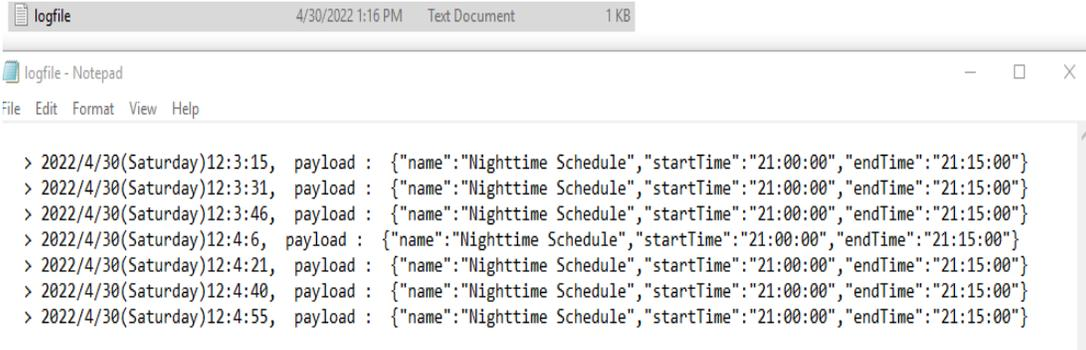 logfile 4/30/2022 1:16 PM Text Document 1 KB
logfile - Notepad
File Edit Format View Help
> 2022/4/30(Saturday)12:3:15,  payload :  {"name":"Nighttime Schedule","startTime":"21:00:00","endTime":"21:15:00"}
> 2022/4/30(Saturday)12:3:31,  payload :  {"name":"Nighttime Schedule","startTime":"21:00:00","endTime":"21:15:00"}
> 2022/4/30(Saturday)12:3:46,  payload :  {"name":"Nighttime Schedule","startTime":"21:00:00","endTime":"21:15:00"}
> 2022/4/30(Saturday)12:4:6,  payload :  {"name":"Nighttime Schedule","startTime":"21:00:00","endTime":"21:15:00"}
> 2022/4/30(Saturday)12:4:21,  payload :  {"name":"Nighttime Schedule","startTime":"21:00:00","endTime":"21:15:00"}
> 2022/4/30(Saturday)12:4:40,  payload :  {"name":"Nighttime Schedule","startTime":"21:00:00","endTime":"21:15:00"}
> 2022/4/30(Saturday)12:4:55,  payload :  {"name":"Nighttime Schedule","startTime":"21:00:00","endTime":"21:15:00"}